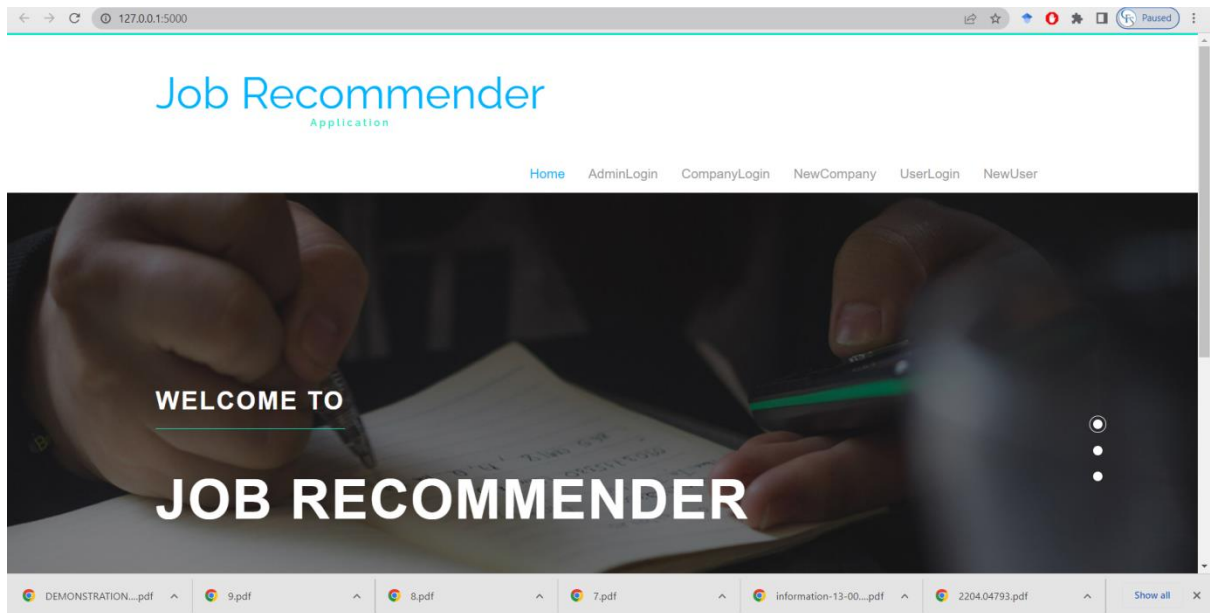 127.0.0.1:5000
Paused
Job Recommender
Application
Home AdminLogin CompanyLogin NewCompany UserLogin NewUser
WELCOME TO
JOB RECOMMENDER
DEMONSTRATION....pdf 9.pdf 8.pdf 7.pdf information-13-00....pdf 2204.04793.pdf Show all